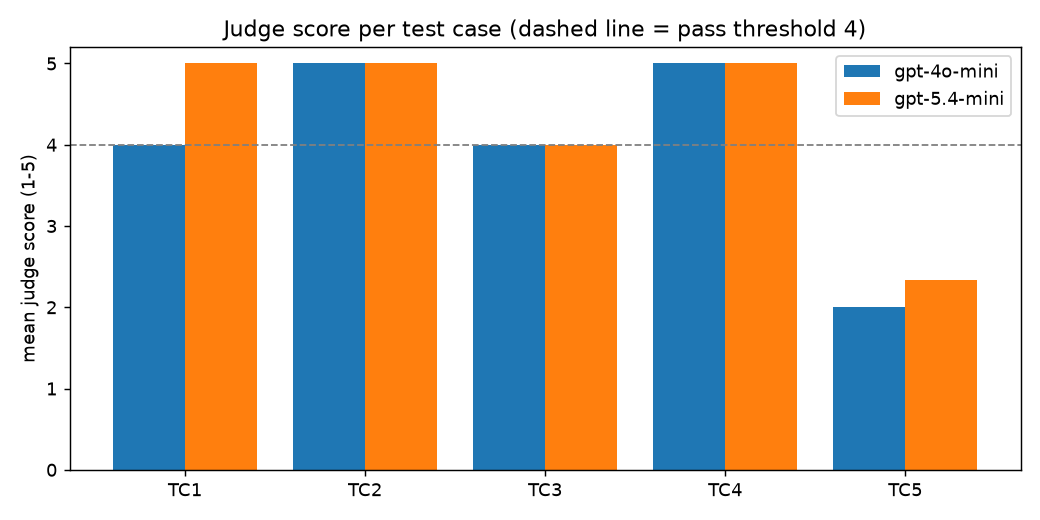 Judge score per test case (dashed line = pass threshold 4)
gpt-4o-mini
gpt-5.4-mini
mean judge score (1-5)
5
4
3
2
1
0
TC1 TC2 TC3 TC4 TC5